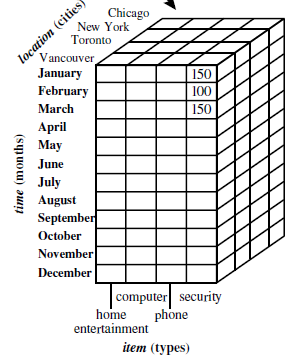 Chicago
New York
Toronto
Vancouver
location (cities)
January 150
February 100
March 150
April
May
June
July
August
September
October
November
December
time (months)
computer security
home phone
entertainment
item (types)